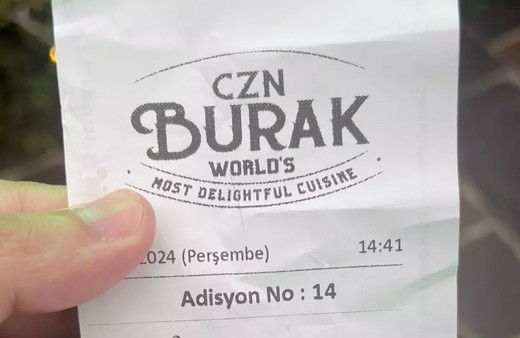 CZN
BURAK
WORLD'S
MOST DELIGHTFUL CUISINE
2024 (Perşembe) 14:41
Adisyon No : 14